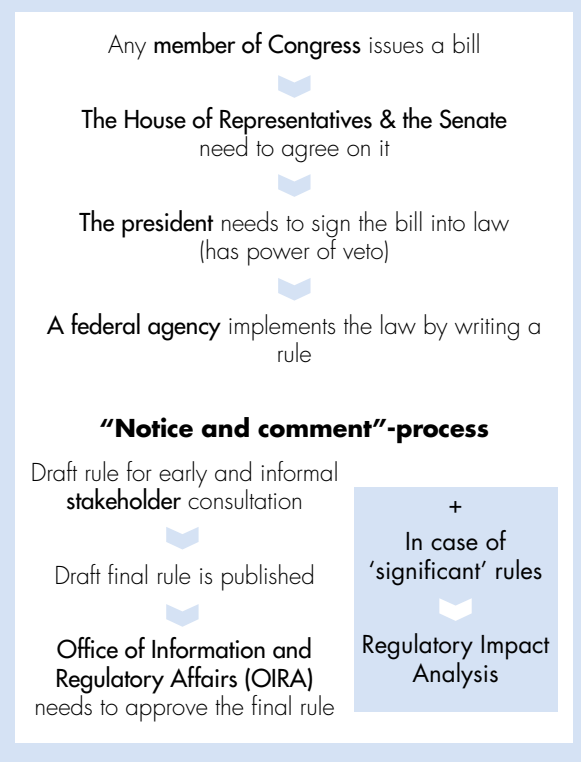 Any member of Congress issues a bill
The House of Representatives & the Senate
need to agree on it
The president needs to sign the bill into law
(has power of veto)
A federal agency implements the law by writing a
rule
“Notice and comment”-process
Draft rule for early and informal
stakeholder consultation
Draft final rule is published
Office of Information and
Regulatory Affairs (OIRA)
needs to approve the final rule
+
In case of
‘significant’ rules
Regulatory Impact
Analysis